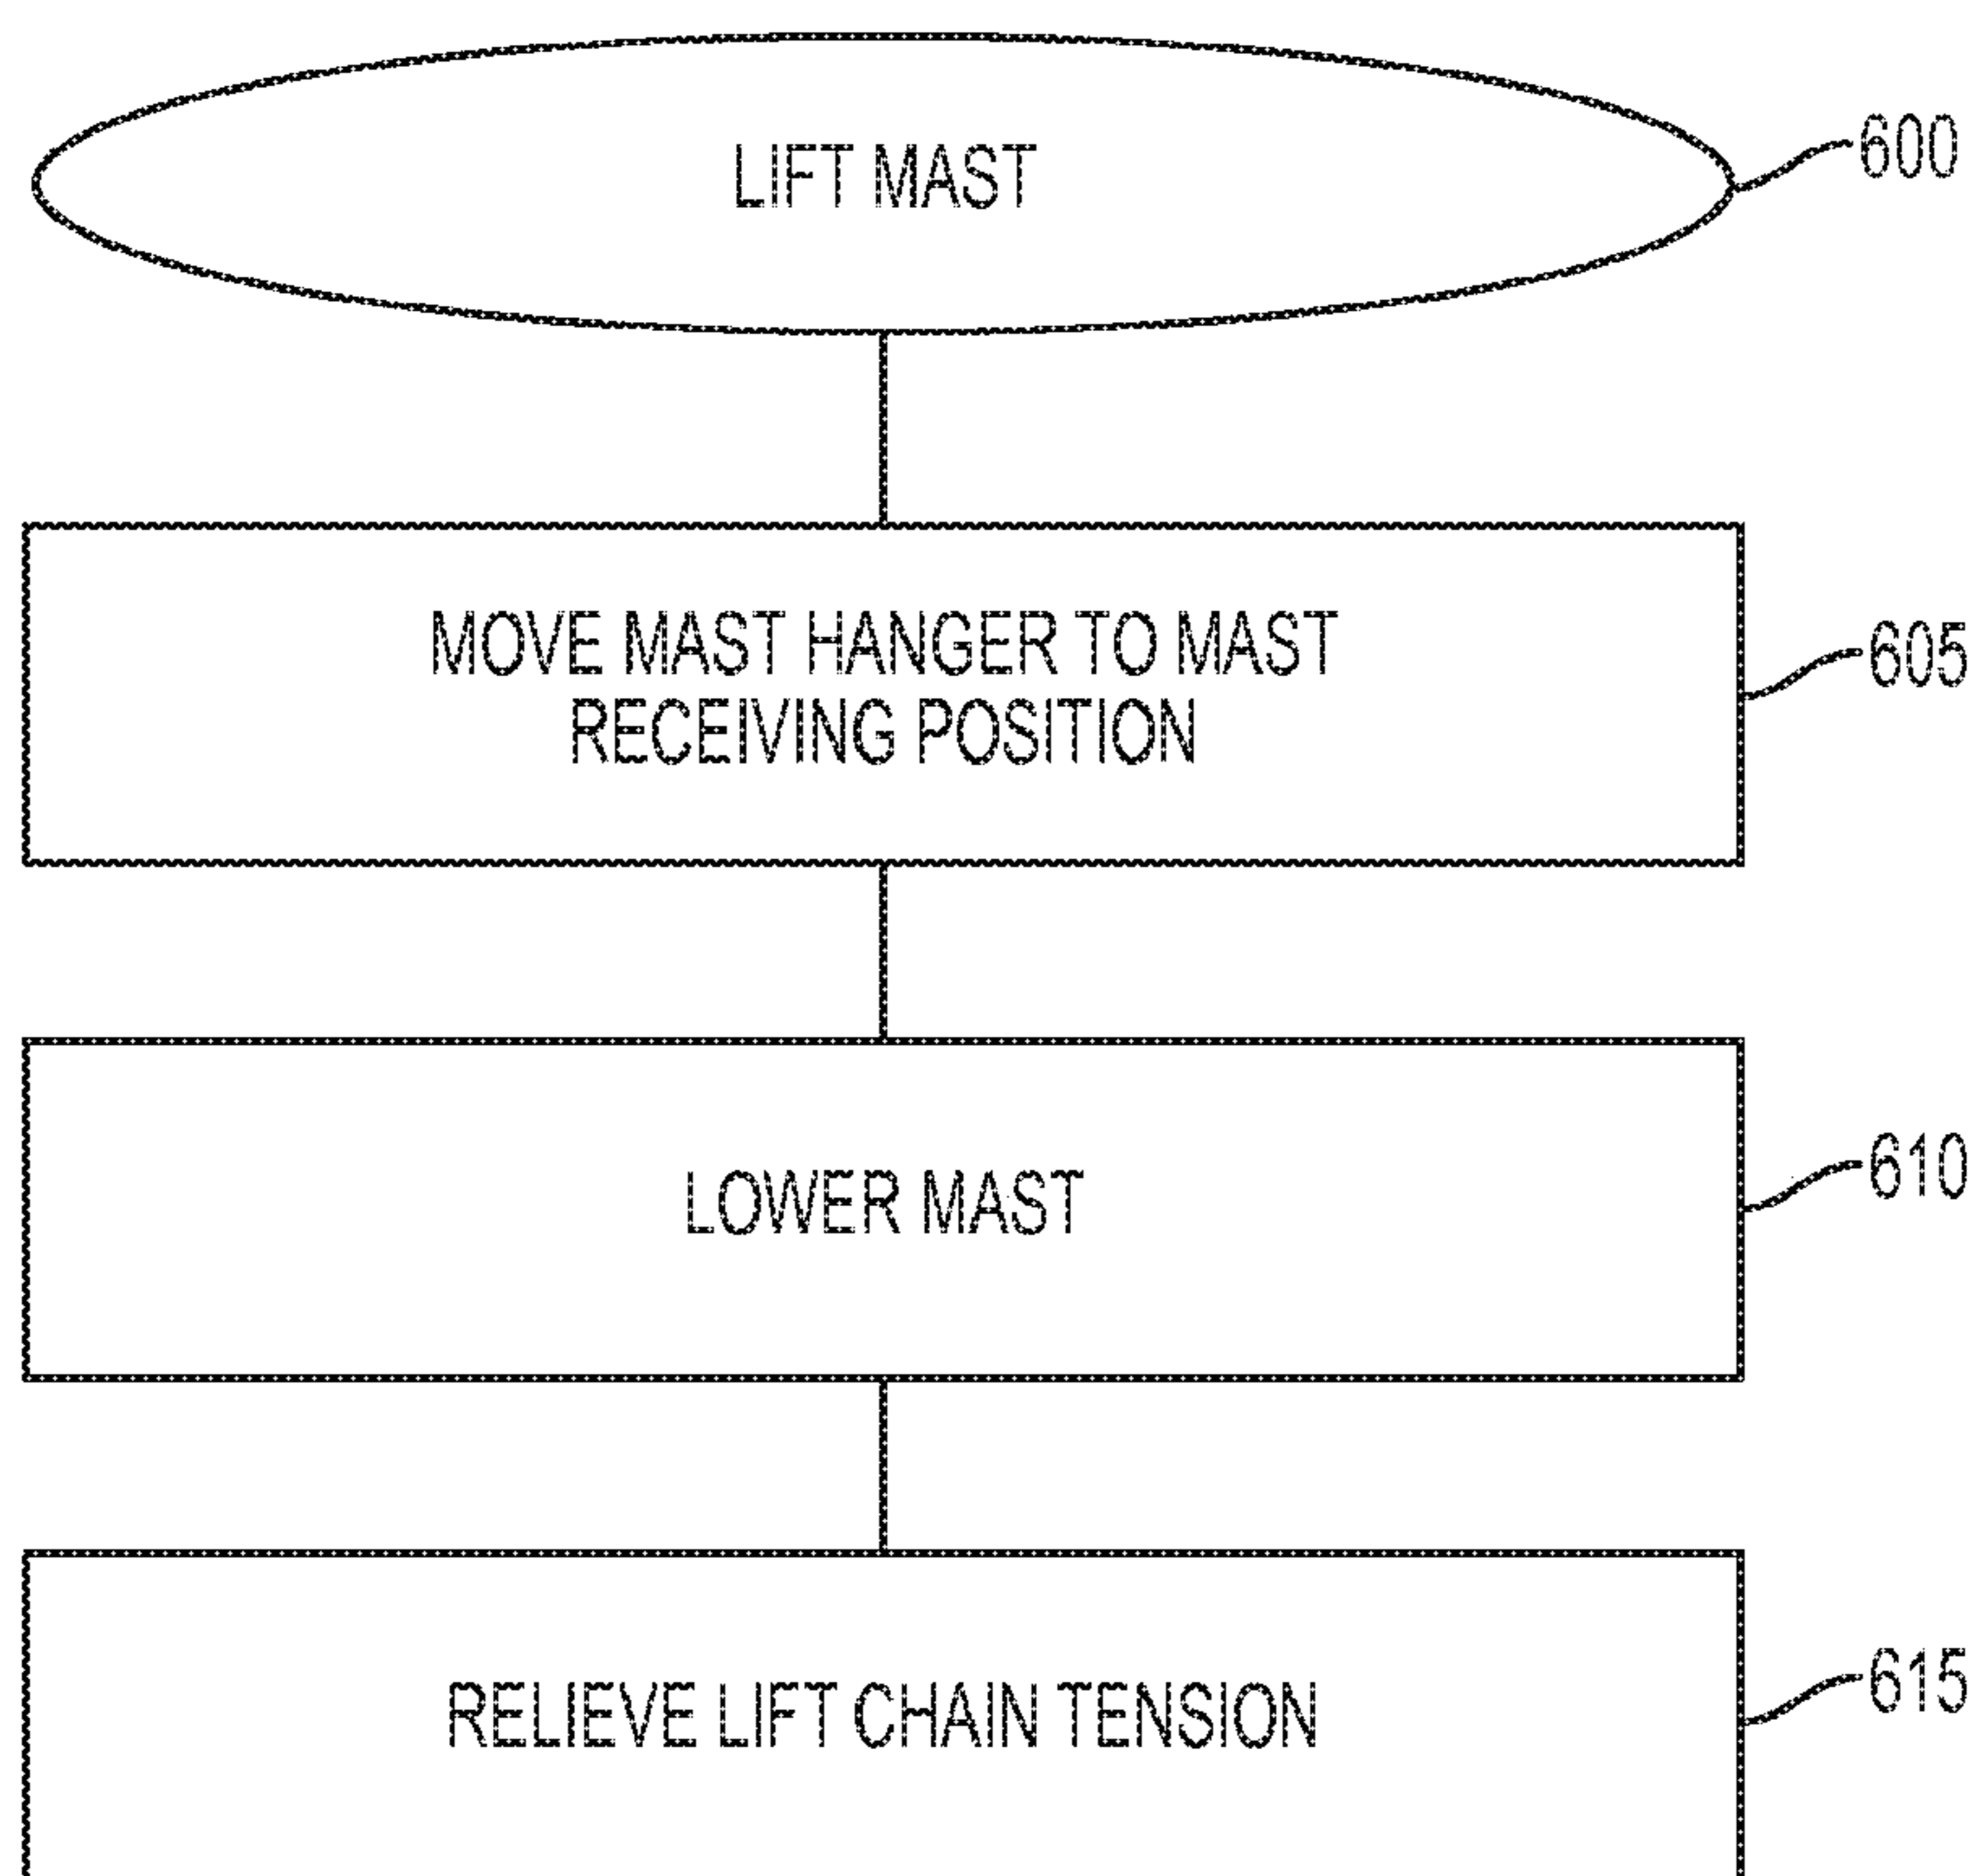 LIFT MAST
600
MOVE MAST HANGER TO MAST
RECEIVING POSITION
605
LOWER MAST
610
RELIEVE LIFT CHAIN TENSION
615